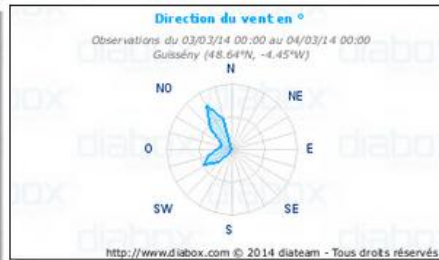 Direction du vent en °
Observations du 03/03/14 00:00 au 04/03/14 00:00
Guissény (48.64°N, -4.45°W)
N
NO
NE
O
E
SW
SE
S
http://www.diabox.com © 2014 diateam - Tous droits réservés